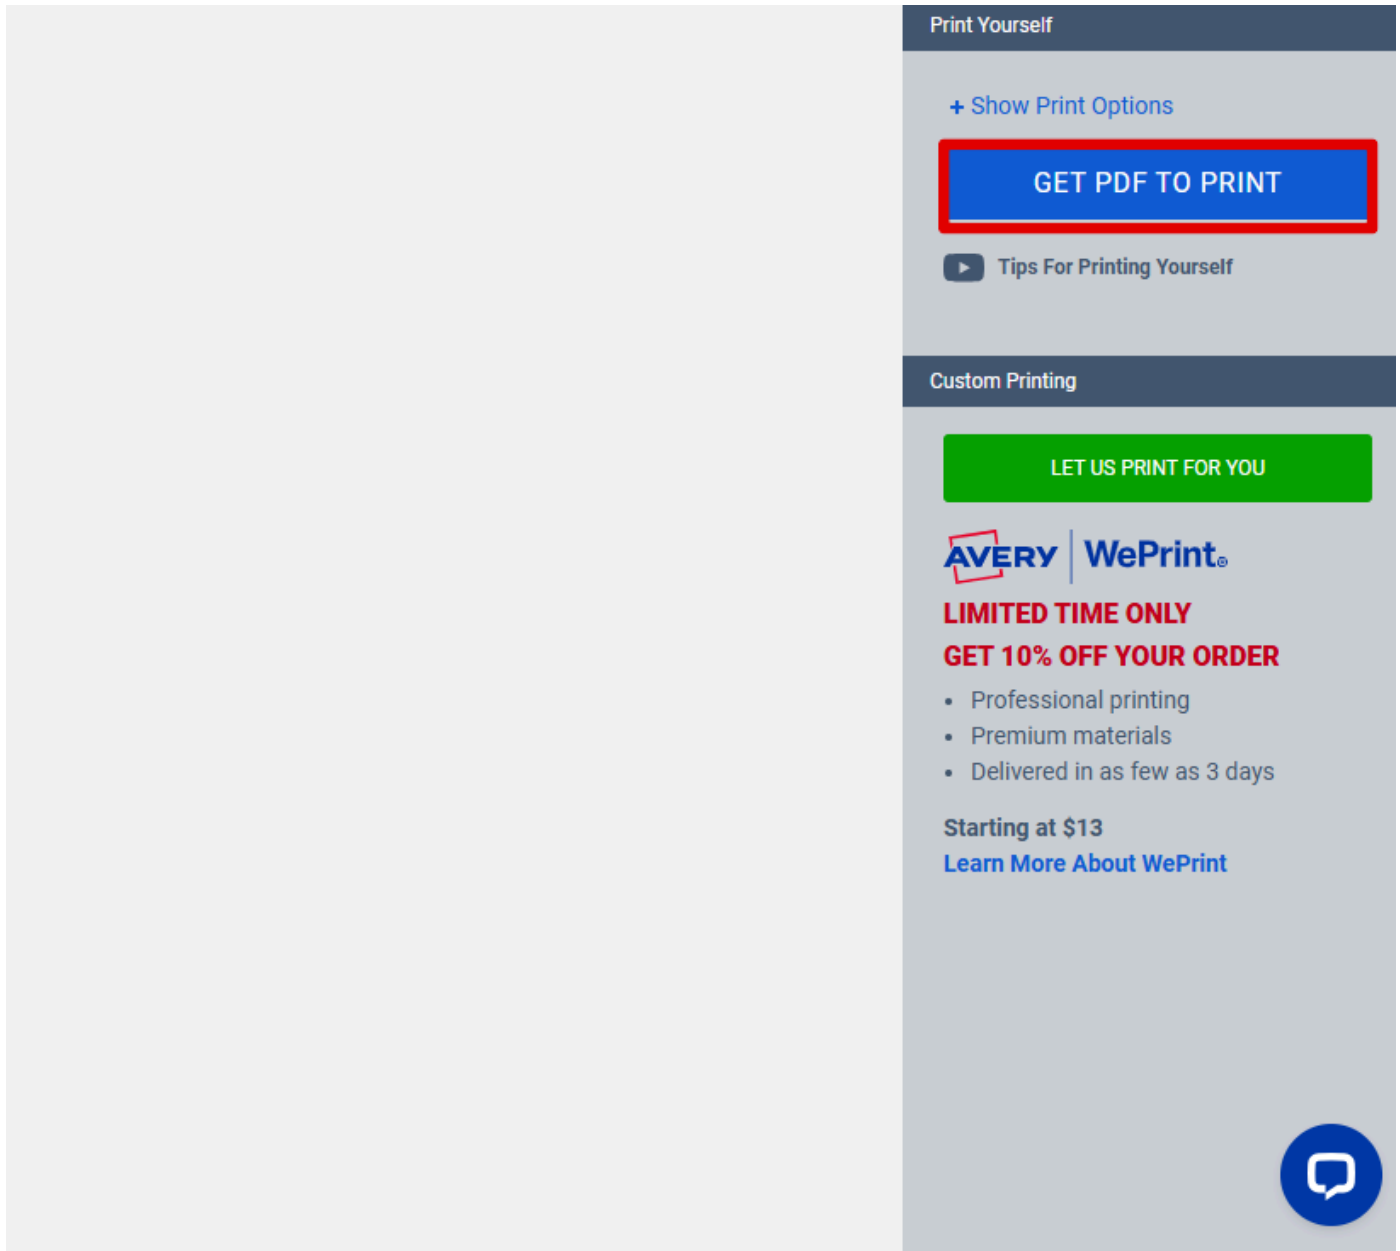 Print Yourself
+ Show Print Options
GET PDF TO PRINT
Tips For Printing Yourself
Custom Printing
LET US PRINT FOR YOU
AVERY | WePrint®
LIMITED TIME ONLY
GET 10% OFF YOUR ORDER
• Professional printing
• Premium materials
• Delivered in as few as 3 days
Starting at $13
Learn More About WePrint